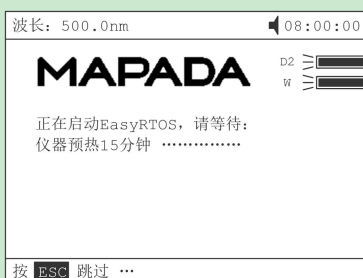 波长: 500.0nm 08:00:00
MAPADA
D2
W
正在启动EasyRTOS, 请等待:
仪器预热15分钟 ……………
按 ESC 跳过 …